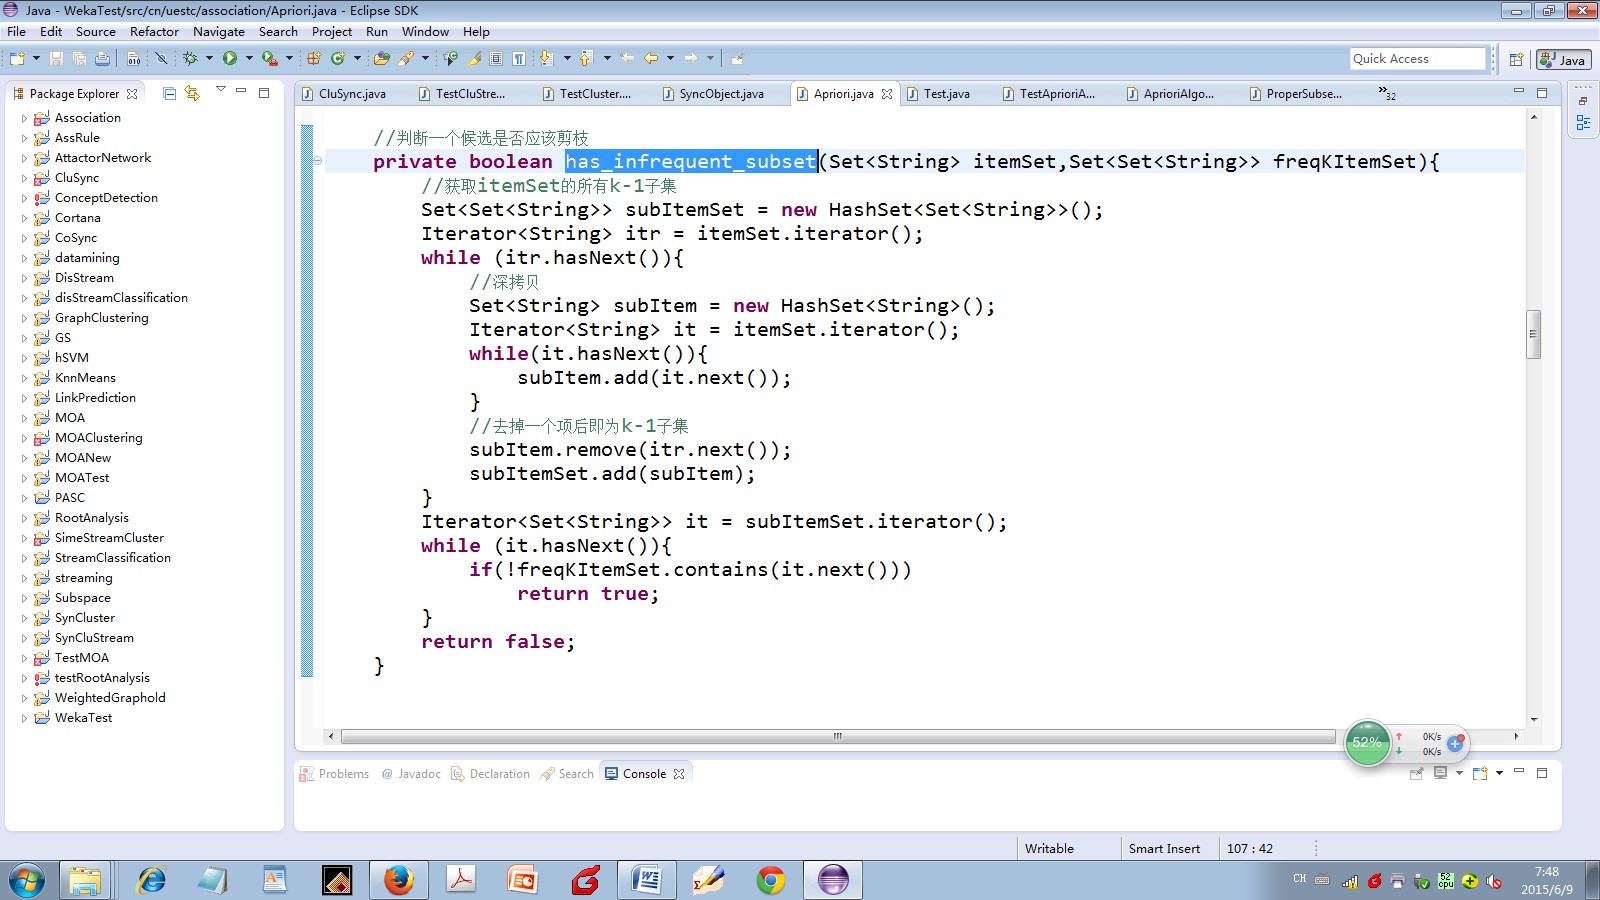 Java - WekaTest/src/cn/uestc/association/Apriori.java - Eclipse SDK
File Edit Source Refactor Navigate Search Project Run Window Help
Quick Access
Java
Package Explorer
Association
AssRule
AttactorNetwork
CluSync
ConceptDetection
Cortana
CoSync
datamining
DisStream
disStreamClassification
GraphClustering
GS
hSVM
KnnMeans
LinkPrediction
MOA
MOAClustering
MOANew
MOATest
PASC
RootAnalysis
SimeStreamCluster
StreamClassification
streaming
Subspace
SynCluster
SynCluStream
TestMOA
testRootAnalysis
WeightedGraphold
WekaTest
CluSync.java TestCluStre... TestCluster.... SyncObject.java Apriori.java Test.java TestAprioriA... AprioriAlgo... ProperSubse... »32
//判断一个候选是否应该剪枝
private boolean has_infrequent_subset(Set<String> itemSet,Set<Set<String>> freqKItemSet){
//获取itemSet的所有k-1子集
Set<Set<String>> subItemSet = new HashSet<Set<String>>();
Iterator<String> itr = itemSet.iterator();
while (itr.hasNext()){
//深拷贝
Set<String> subItem = new HashSet<String>();
Iterator<String> it = itemSet.iterator();
while(it.hasNext()){
subItem.add(it.next());
}
//去掉一个项后即为k-1子集
subItem.remove(itr.next());
subItemSet.add(subItem);
}
Iterator<Set<String>> it = subItemSet.iterator();
while (it.hasNext()){
if(!freqKItemSet.contains(it.next()))
return true;
}
return false;
}
52%
0K/s
0K/s
Problems @ Javadoc Declaration Search Console
Writable Smart Insert 107 : 42
CH
52
cpu
7:48
2015/6/9